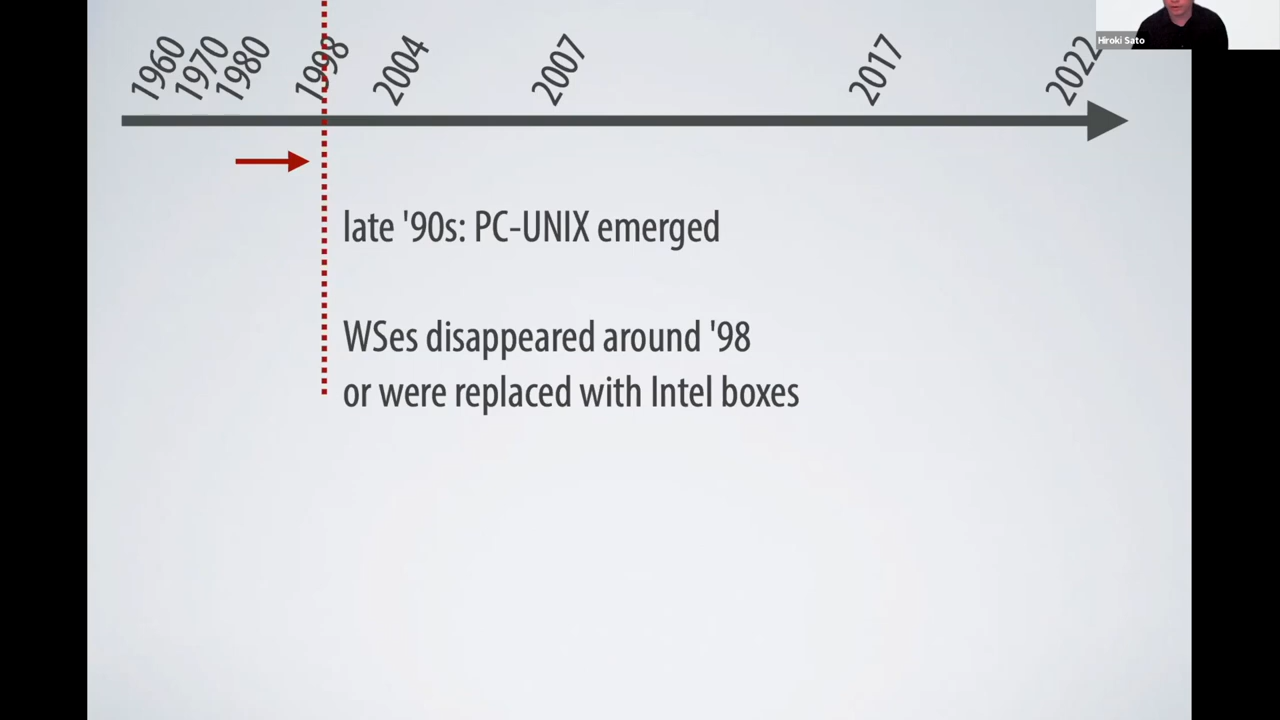 1960
1970
1980
1998
2004
2007
2017
2022
Hiroki Sato
late '90s: PC-UNIX emerged
WSes disappeared around '98
or were replaced with Intel boxes